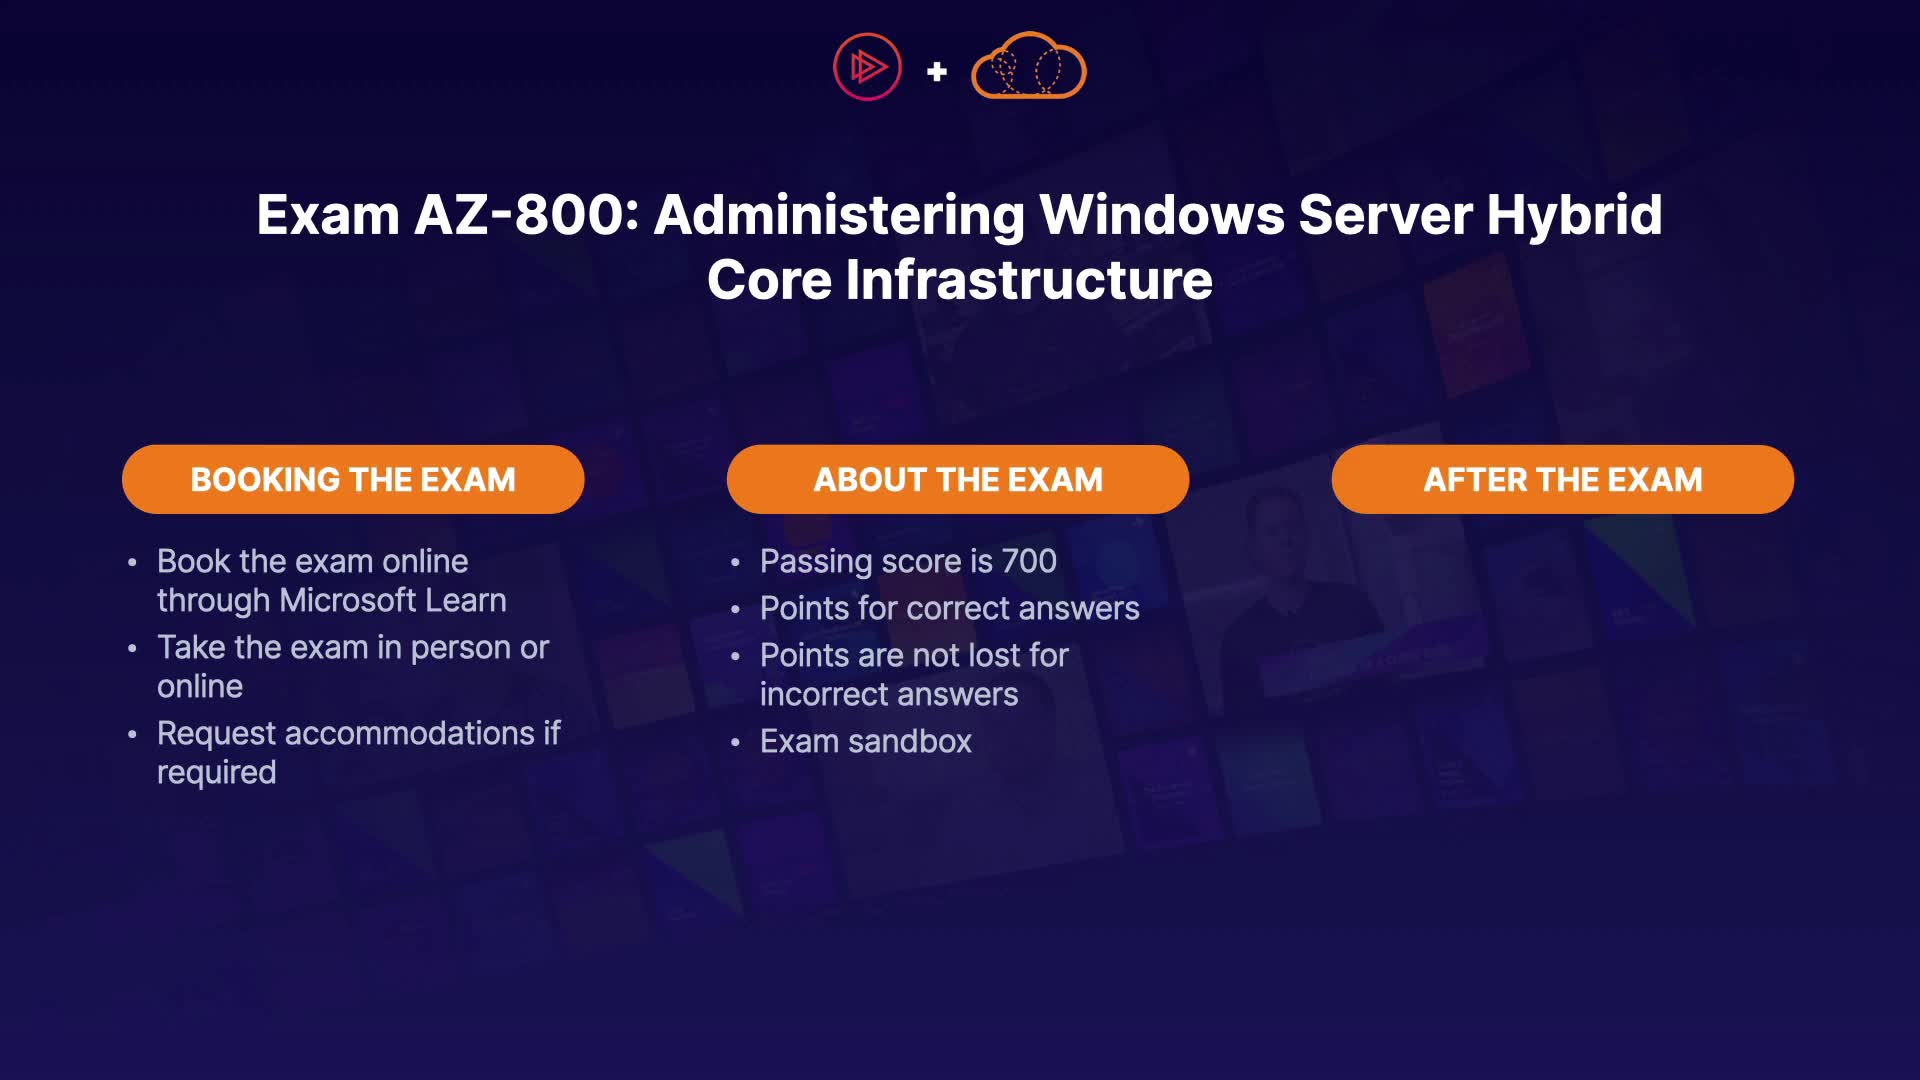 Exam AZ-800: Administering Windows Server Hybrid
Core Infrastructure
BOOKING THE EXAM
• Book the exam online
through Microsoft Learn
• Take the exam in person or
online
• Request accommodations if
required
ABOUT THE EXAM
• Passing score is 700
• Points for correct answers
• Points are not lost for
incorrect answers
• Exam sandbox
AFTER THE EXAM